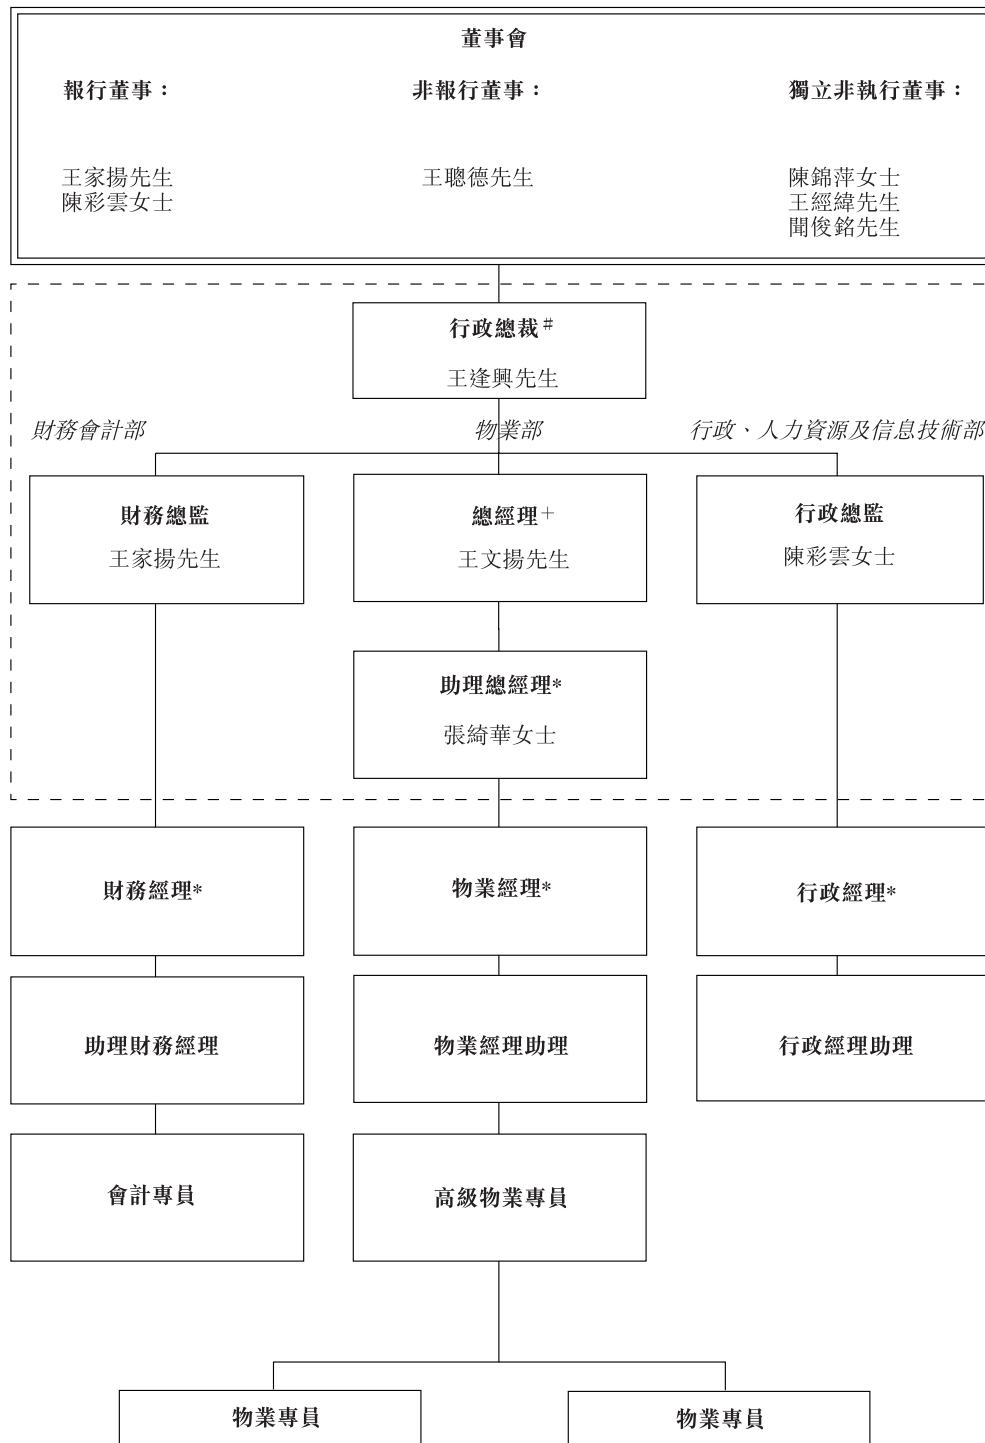 董事會
報行董事：
非報行董事：
獨立非執行董事：
王家揚先生
陳彩雲女士
王聰德先生
陳錦萍女士
王經緯先生
聞俊銘先生
行政總裁#
王逢興先生
財務會計部
物業部
行政、人力資源及信息技術部
財務總監
王家揚先生
總經理+
王文揚先生
行政總監
陳彩雲女士
助理總經理*
張綺華女士
財務經理*
物業經理*
行政經理*
助理財務經理
物業經理助理
行政經理助理
會計專員
高級物業專員
物業專員
物業專員